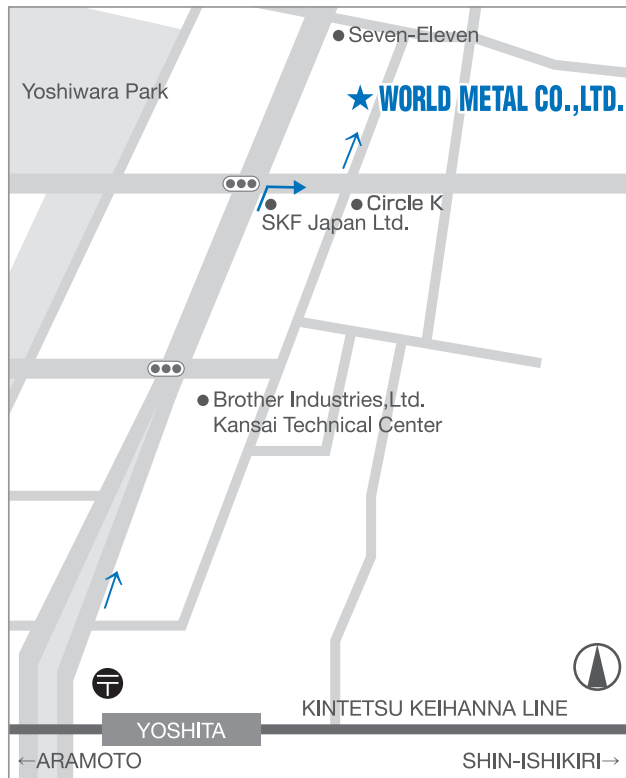 Seven-Eleven
Yoshiwara Park
★ WORLD METAL CO.,LTD.
Circle K
SKF Japan Ltd.
Brother Industries,Ltd.
Kansai Technical Center
〒
KINTETSU KEIHANNA LINE
YOSHITA
←ARAMOTO
SHIN-ISHIKIRI→